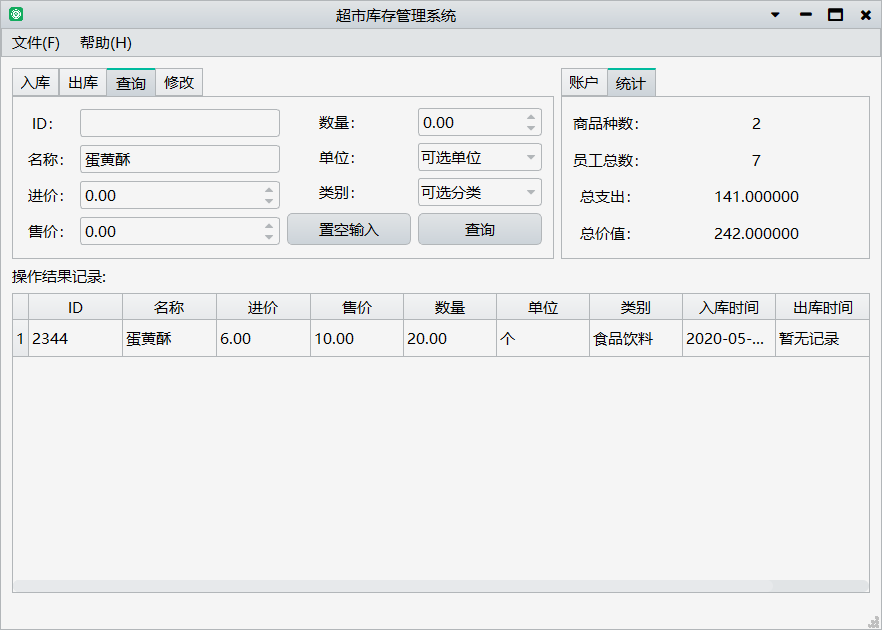 超市库存管理系统
文件(F) 帮助(H)
入库 出库 查询 修改
ID:
名称: 蛋黄酥
进价: 0.00
售价: 0.00
数量: 0.00
单位: 可选单位
类别: 可选分类
置空输入 查询
账户 统计
商品种数: 2
员工总数: 7
总支出: 141.000000
总价值: 242.000000
操作结果记录:
ID 名称 进价 售价 数量 单位 类别 入库时间 出库时间
1 2344 蛋黄酥 6.00 10.00 20.00 个 食品饮料 2020-05-... 暂无记录